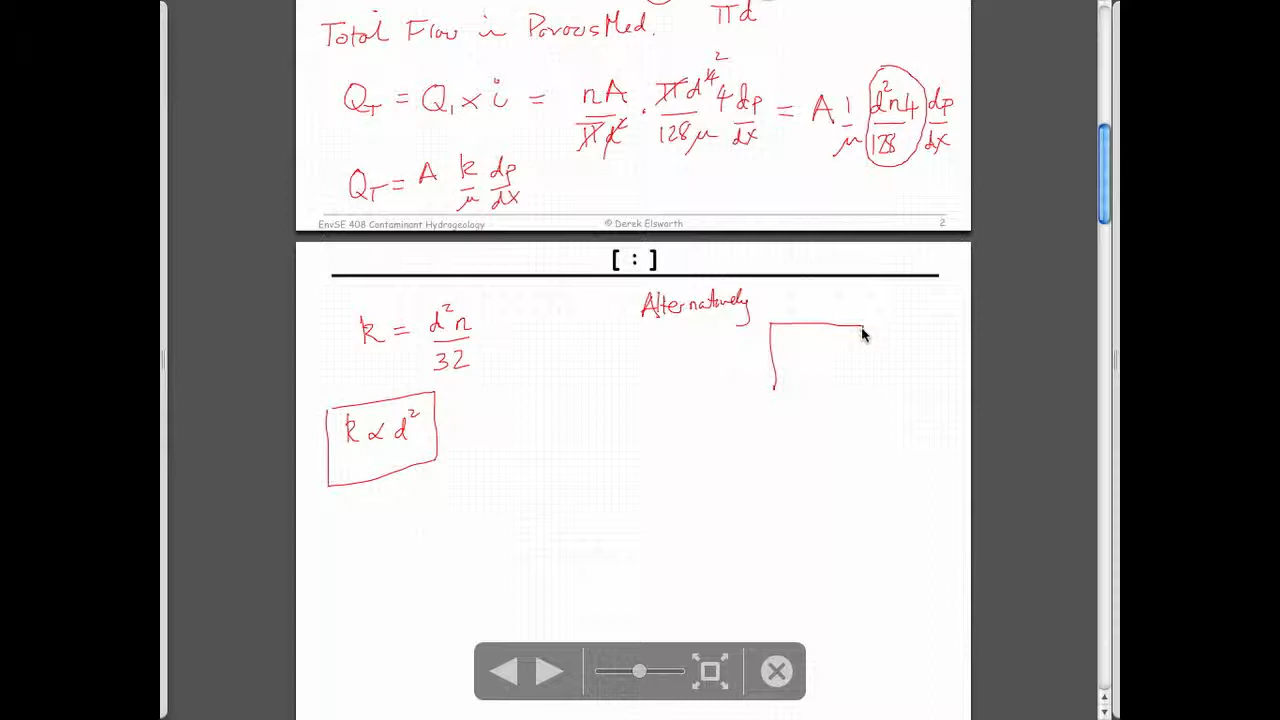 πd
Total Flow in Porous Med.
Q_T = Q_1 × i = nA/πd² · πd⁴ 4/128μ dp/dx = A 1/μ d²n4/128 dp/dx
Q_T = A k/μ dp/dx
EnvSE 408 Contaminant Hydrogeology © Derek Elsworth 2
[ : ]
Alternatively
k = d²n/32
k ∝ d²